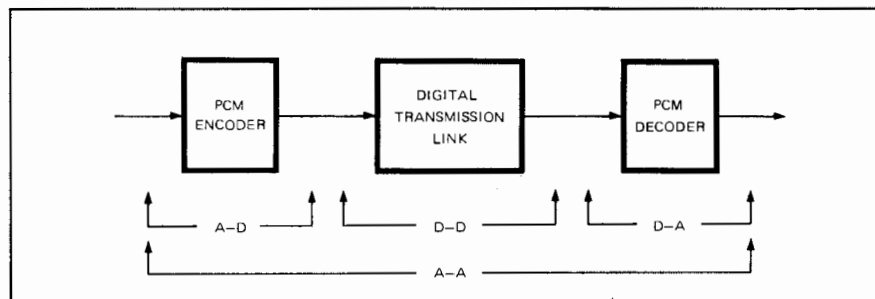 PCM
ENCODER
DIGITAL
TRANSMISSION
LINK
PCM
DECODER
A–D
D–D
D–A
A–A